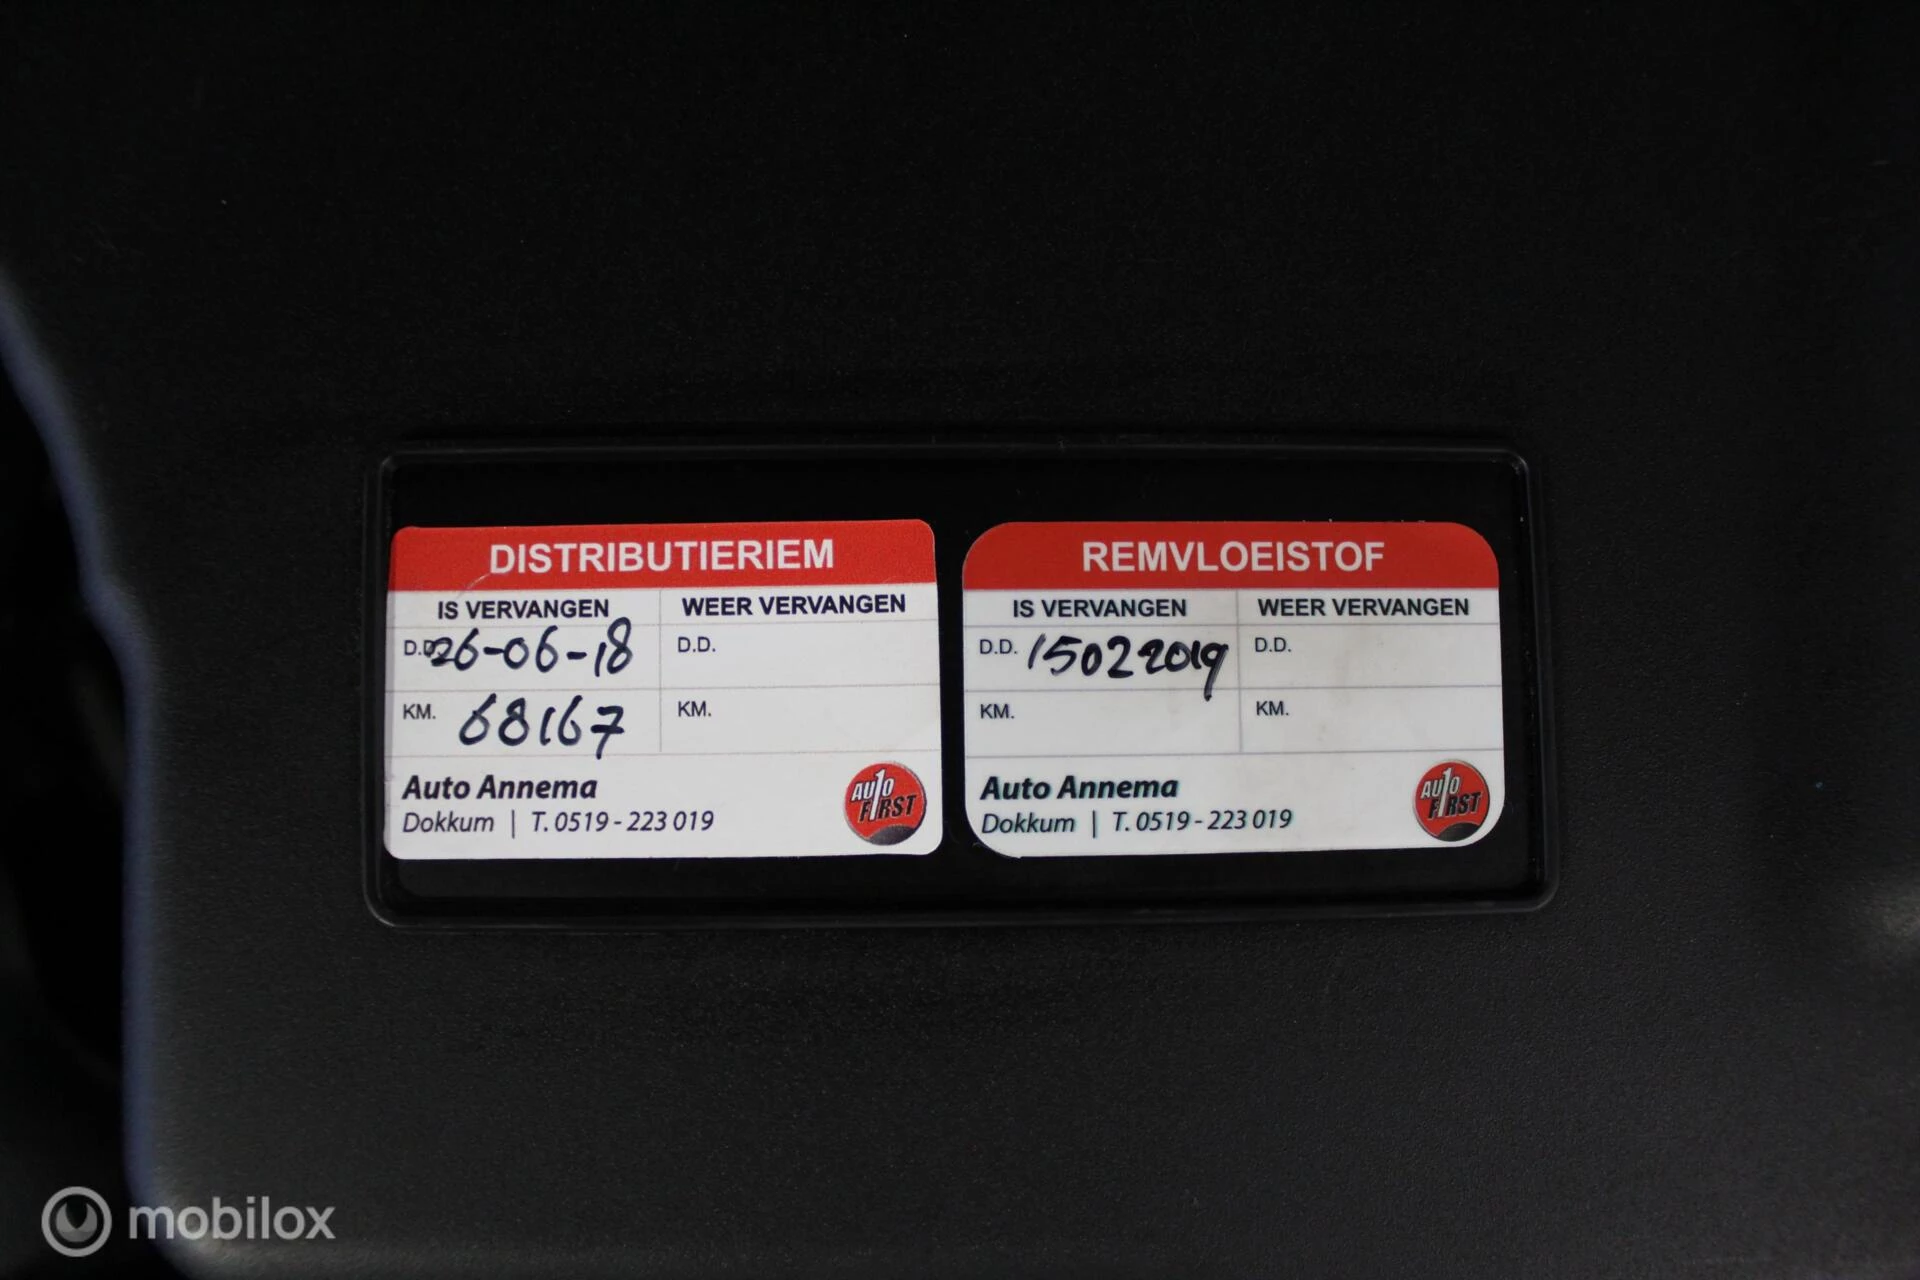 DISTRIBUTIERIEM
IS VERVANGEN WEER VERVANGEN
D.D. 26-06-18 D.D.
KM. 68167 KM.
Auto Annema
Dokkum | T. 0519 - 223 019
AUTO FIRST
REMVLOEISTOF
IS VERVANGEN WEER VERVANGEN
D.D. 15022019 D.D.
KM. KM.
Auto Annema
Dokkum | T. 0519 - 223 019
AUTO FIRST
mobilox